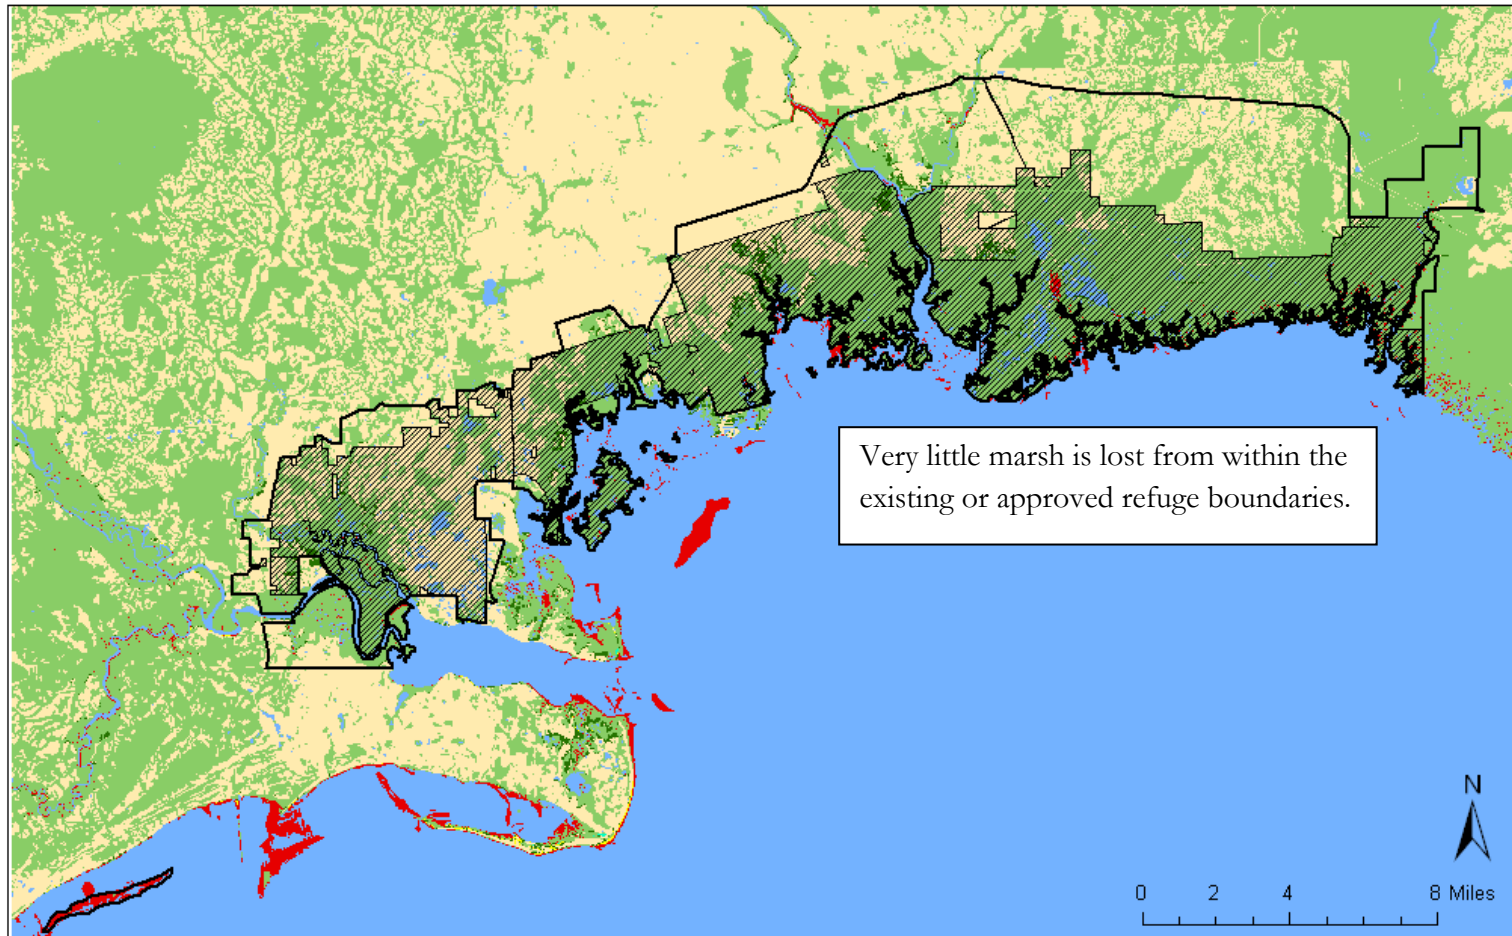 Very little marsh is lost from within the
existing or approved refuge boundaries.
N
0 2 4 8 Miles